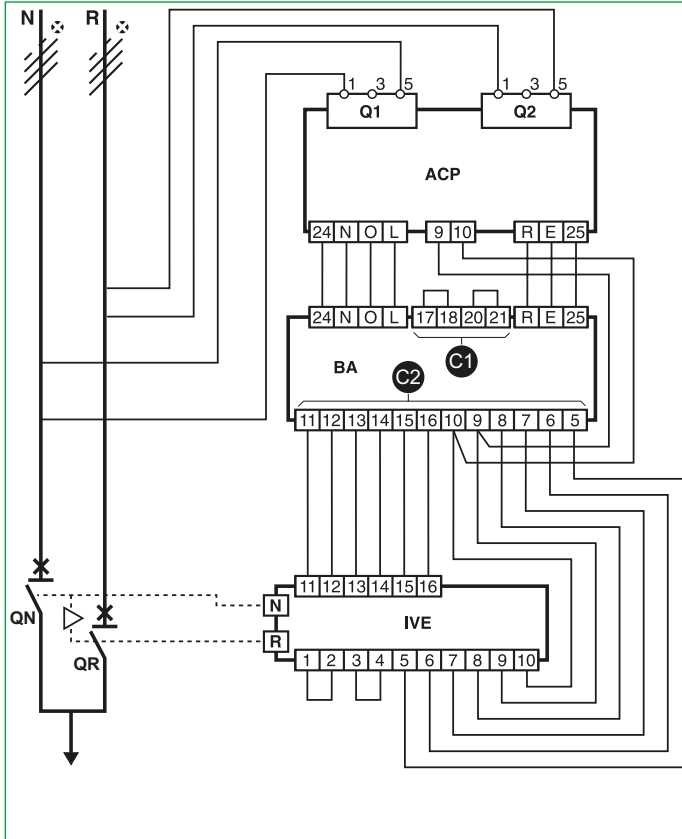 N R
1 3 5 1 3 5
Q1 Q2
ACP
24 N O L 9 10 R E 25
24 N O L 17 18 20 21 R E 25
BA C1
C2
11 12 13 14 15 16 10 9 8 7 6 5
11 12 13 14 15 16
N
QN IVE
R
QR 1 2 3 4 5 6 7 8 9 10